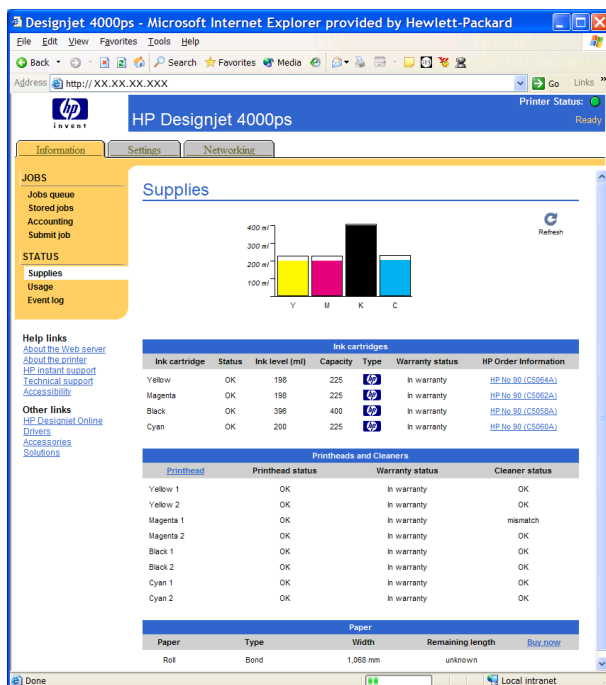 Designjet 4000ps - Microsoft Internet Explorer provided by Hewlett-Packard
File Edit View Favorites Tools Help
Back Search Favorites Media
Address http:// XX.XX.XX.XXX Go Links »
hp
invent
HP Designjet 4000ps
Printer Status:
Ready
Information Settings Networking
JOBS
Jobs queue
Stored jobs
Accounting
Submit job
STATUS
Supplies
Usage
Event log
Help links
About the Web server
About the printer
HP instant support
Technical support
Accessibility
Other links
HP Designjet Online
Drivers
Accessories
Solutions
Supplies
Refresh
400 ml
300 ml
200 ml
100 ml
Y M K C
Ink cartridges
Ink cartridge Status Ink level (ml) Capacity Type Warranty status HP Order Information
Yellow OK 198 225 hp In warranty HP No 90 (C5064A)
Magenta OK 198 225 hp In warranty HP No 90 (C5062A)
Black OK 396 400 hp In warranty HP No 90 (C5058A)
Cyan OK 200 225 hp In warranty HP No 90 (C5060A)
Printheads and Cleaners
Printhead Printhead status Warranty status Cleaner status
Yellow 1 OK In warranty OK
Yellow 2 OK In warranty OK
Magenta 1 OK In warranty mismatch
Magenta 2 OK In warranty OK
Black 1 OK In warranty OK
Black 2 OK In warranty OK
Cyan 1 OK In warranty OK
Cyan 2 OK In warranty OK
Paper
Paper Type Width Remaining length Buy now
Roll Bond 1,068 mm unknown
Done Local intranet